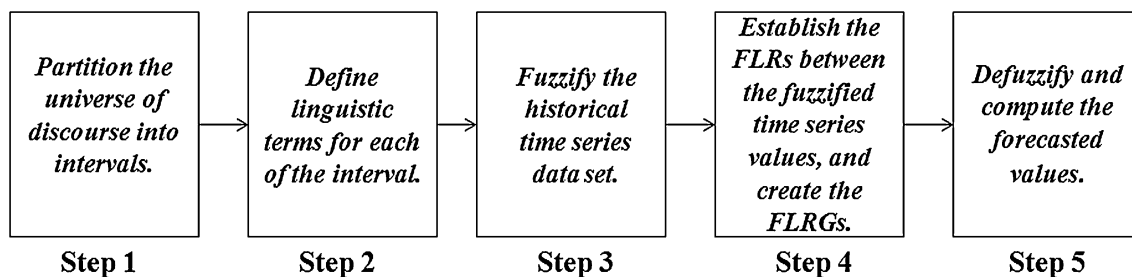 Partition the
universe of
discourse into
intervals.
Step 1
Define
linguistic
terms for each
of the interval.
Step 2
Fuzzify the
historical
time series
data set.
Step 3
Establish the
FLRs between
the fuzzified
time series
values, and
create the
FLRGs.
Step 4
Defuzzify and
compute the
forecasted
values.
Step 5